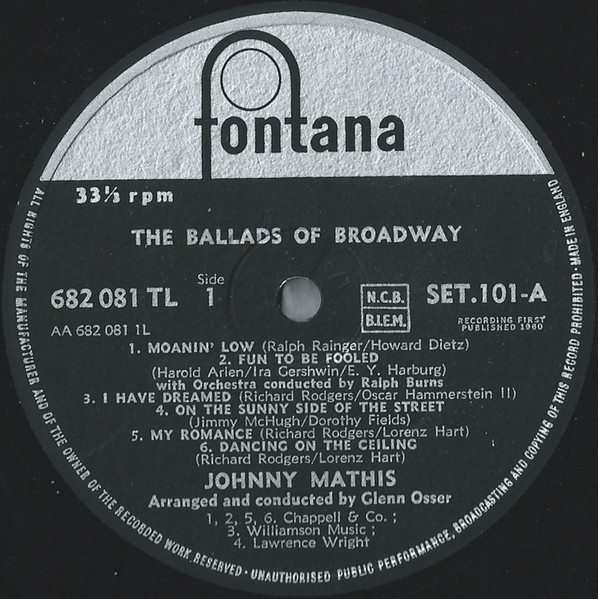 fontana
33⅓ rpm
THE BALLADS OF BROADWAY
682 081 TL
Side
1
N.C.B.
B.I.E.M.
SET.101-A
AA 682 081 1L
RECORDING FIRST
PUBLISHED 1960
1. MOANIN' LOW (Ralph Rainger/Howard Dietz)
2. FUN TO BE FOOLED
(Harold Arlen/Ira Gershwin/E. Y. Harburg)
with Orchestra conducted by Ralph Burns
3. I HAVE DREAMED (Richard Rodgers/Oscar Hammerstein II)
4. ON THE SUNNY SIDE OF THE STREET
(Jimmy McHugh/Dorothy Fields)
5. MY ROMANCE (Richard Rodgers/Lorenz Hart)
6. DANCING ON THE CEILING
(Richard Rodgers/Lorenz Hart)
JOHNNY MATHIS
Arranged and conducted by Glenn Osser
1, 2, 5, 6. Chappell & Co. ;
3. Williamson Music ;
4. Lawrence Wright
ALL RIGHTS OF THE MANUFACTURER AND OF THE OWNER OF THE RECORDED WORK RESERVED · UNAUTHORISED PUBLIC PERFORMANCE, BROADCASTING AND COPYING OF THIS RECORD PROHIBITED · MADE IN ENGLAND